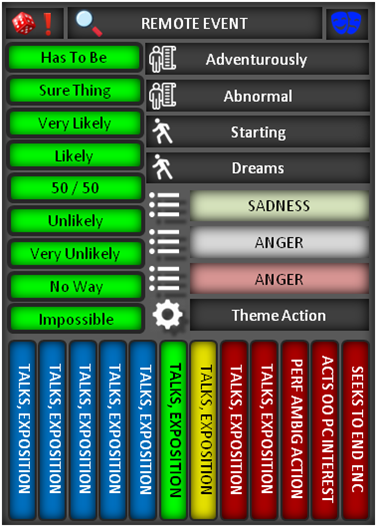 REMOTE EVENT
Has To Be
Sure Thing
Very Likely
Likely
50 / 50
Unlikely
Very Unlikely
No Way
Impossible
Adventurously
Abnormal
Starting
Dreams
SADNESS
ANGER
ANGER
Theme Action
TALKS, EXPOSITION
TALKS, EXPOSITION
TALKS, EXPOSITION
TALKS, EXPOSITION
TALKS, EXPOSITION
TALKS, EXPOSITION
TALKS, EXPOSITION
TALKS, EXPOSITION
TALKS, EXPOSITION
PERF AMBIG ACTION
ACTS OO PC INTEREST
SEEKS TO END ENC